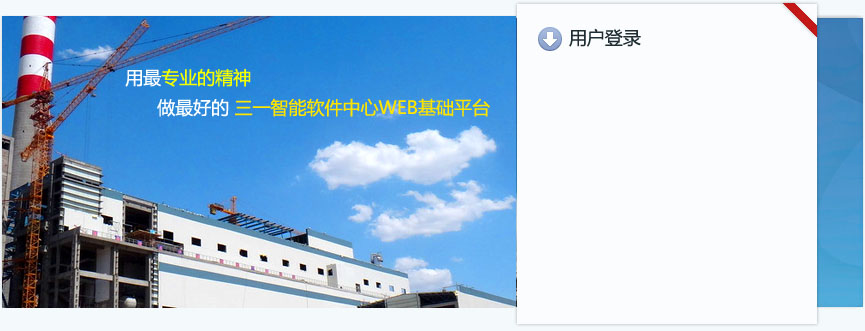 用最专业的精神
做最好的 三一智能软件中心WEB基础平台
用户登录